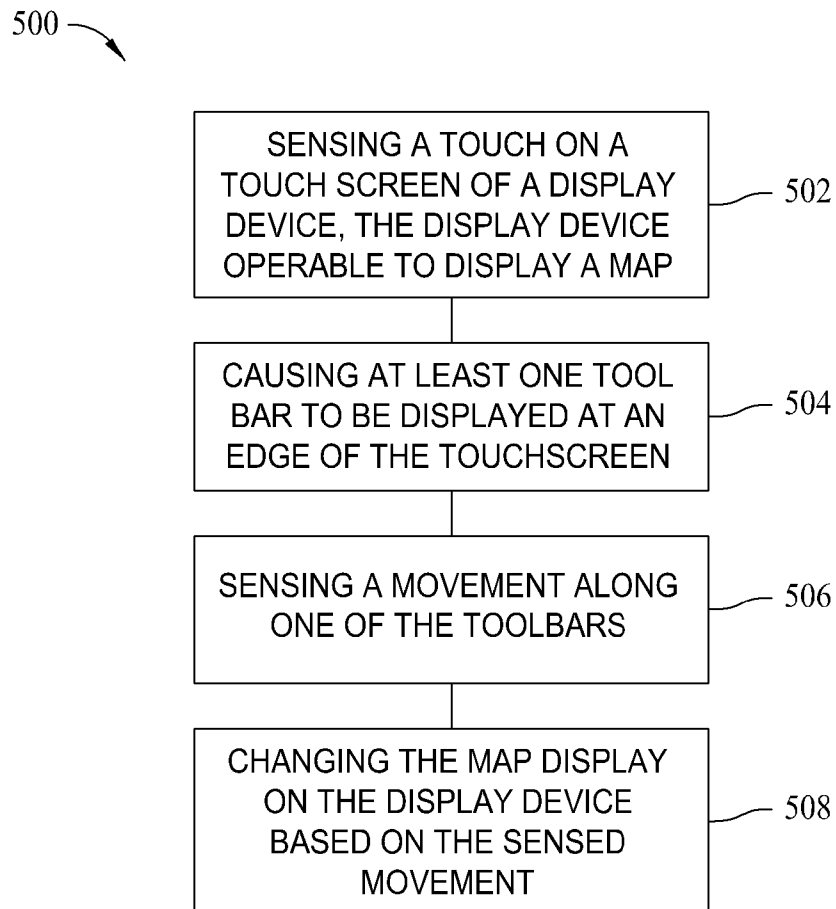 500
SENSING A TOUCH ON A
TOUCH SCREEN OF A DISPLAY
DEVICE, THE DISPLAY DEVICE
OPERABLE TO DISPLAY A MAP
502
CAUSING AT LEAST ONE TOOL
BAR TO BE DISPLAYED AT AN
EDGE OF THE TOUCHSCREEN
504
SENSING A MOVEMENT ALONG
ONE OF THE TOOLBARS
506
CHANGING THE MAP DISPLAY
ON THE DISPLAY DEVICE
BASED ON THE SENSED
MOVEMENT
508